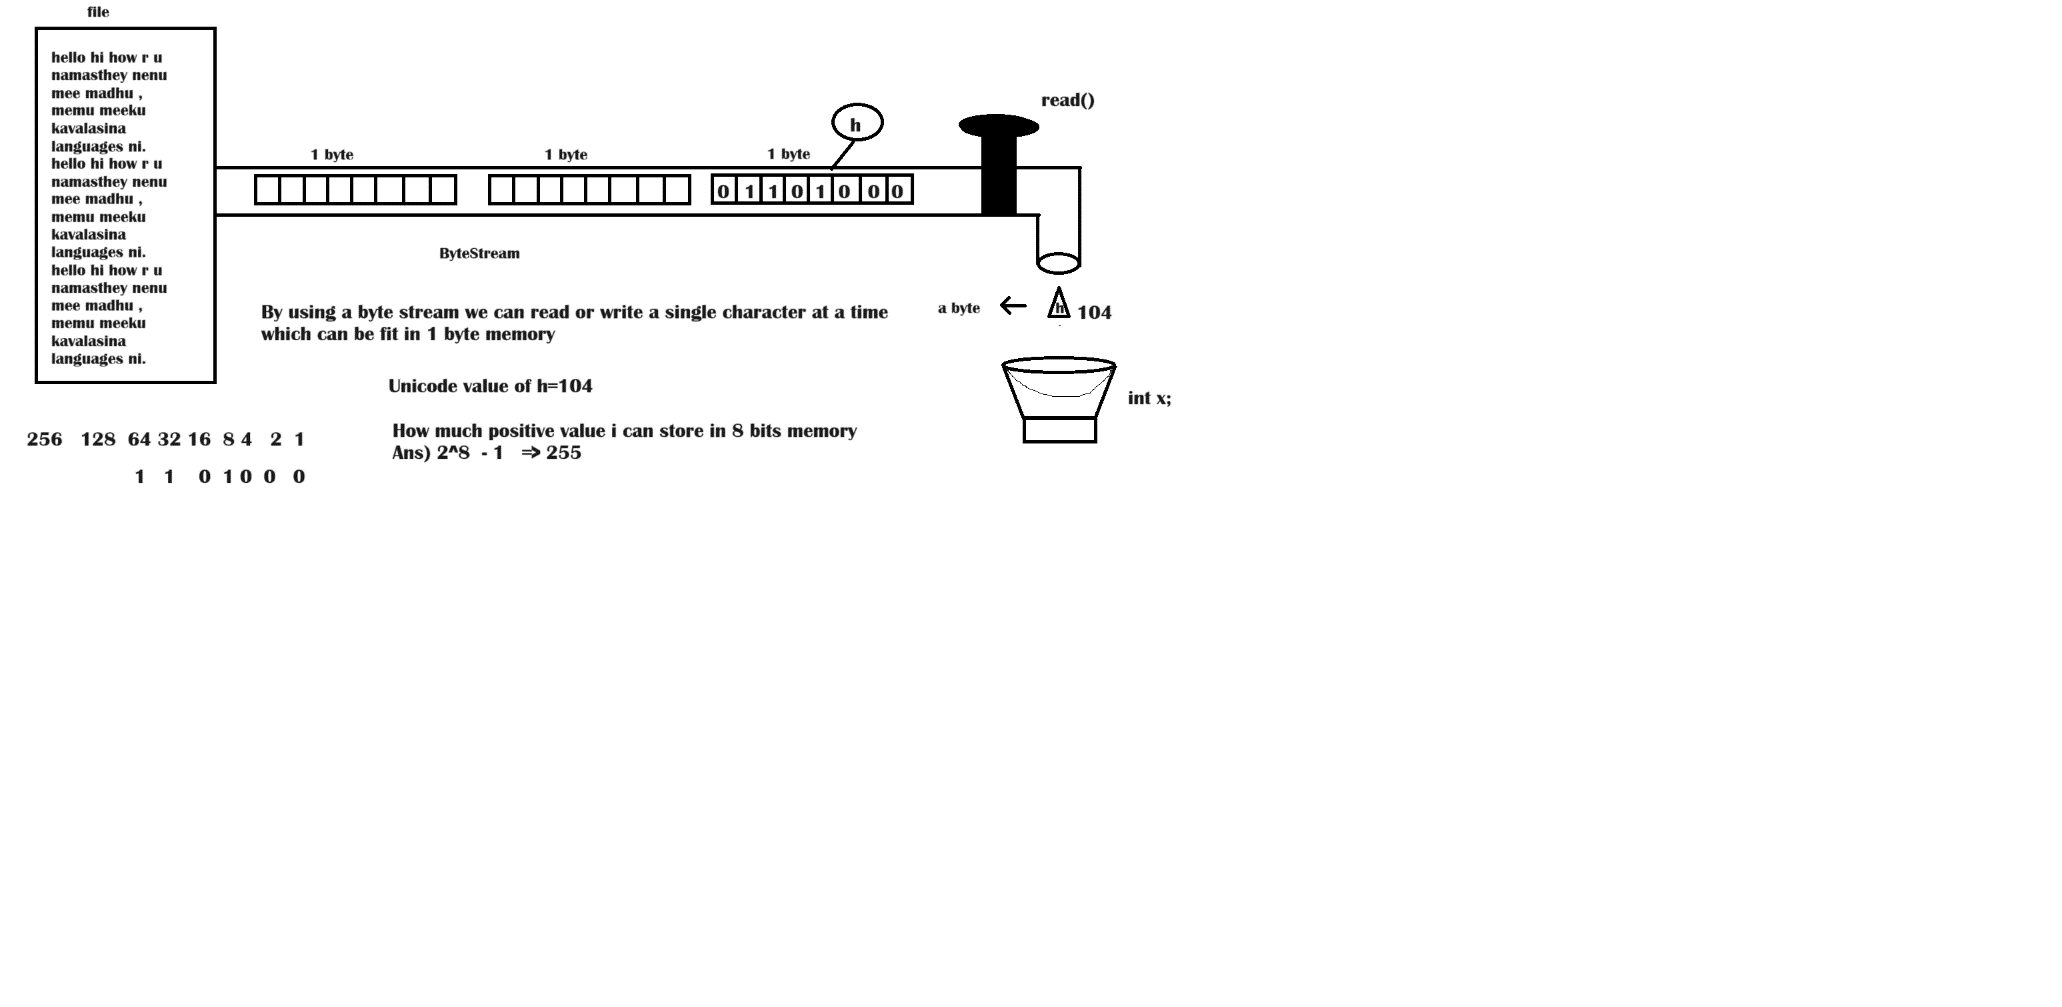 file
hello hi how r u
namasthey nenu
mee madhu ,
memu meeku
kavalasina
languages ni.
hello hi how r u
namasthey nenu
mee madhu ,
memu meeku
kavalasina
languages ni.
hello hi how r u
namasthey nenu
mee madhu ,
memu meeku
kavalasina
languages ni.
read()
h
1 byte 1 byte 1 byte
0 1 1 0 1 0 0 0
ByteStream
By using a byte stream we can read or write a single character at a time
which can be fit in 1 byte memory
a byte h 104
Unicode value of h=104
int x;
How much positive value i can store in 8 bits memory
Ans) 2^8 - 1 => 255
256 128 64 32 16 8 4 2 1
1 1 0 1 0 0 0